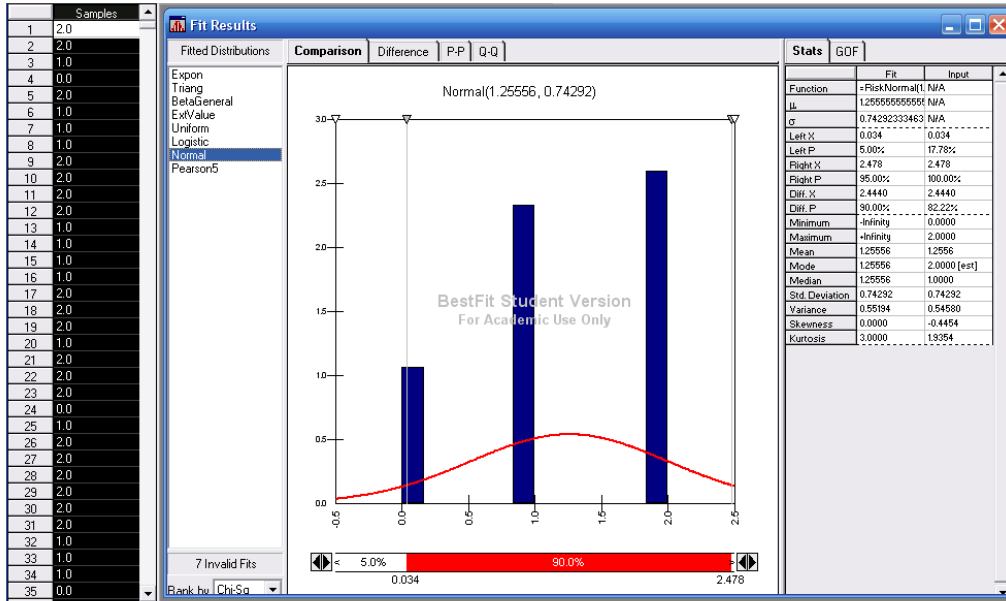 Samples
1 2.0
2 2.0
3 1.0
4 0.0
5 2.0
6 1.0
7 1.0
8 1.0
9 2.0
10 2.0
11 2.0
12 2.0
13 1.0
14 1.0
15 1.0
16 1.0
17 2.0
18 2.0
19 2.0
20 1.0
21 2.0
22 2.0
23 2.0
24 0.0
25 1.0
26 2.0
27 2.0
28 2.0
29 2.0
30 2.0
31 2.0
32 1.0
33 1.0
34 1.0
35 0.0
Fit Results
Fitted Distributions
Expon
Triang
BetaGeneral
ExtValue
Uniform
Logistic
Normal
Pearson5
7 Invalid Fits
Rank by Chi-Sq
Comparison Difference P-P Q-Q
Normal(1.25556, 0.74292)
3.0
2.5
2.0
1.5
1.0
0.5
0.0
BestFit Student Version
For Academic Use Only
-0.5 0.0 0.5 1.0 1.5 2.0 2.5
< 5.0% 90.0% >
0.034 2.478
Stats GOF
Fit Input
Function =RiskNormal(1. N/A
μ 1.255555555555 N/A
σ 0.74292333463 N/A
Left X 0.034 0.034
Left P 5.00% 17.78%
Right X 2.478 2.478
Right P 95.00% 100.00%
Diff. X 2.4440 2.4440
Diff. P 90.00% 82.22%
Minimum -Infinity 0.0000
Maximum +Infinity 2.0000
Mean 1.25556 1.2556
Mode 1.25556 2.0000 [est]
Median 1.25556 1.0000
Std. Deviation 0.74292 0.74292
Variance 0.55194 0.54580
Skewness 0.0000 -0.4454
Kurtosis 3.0000 1.9354